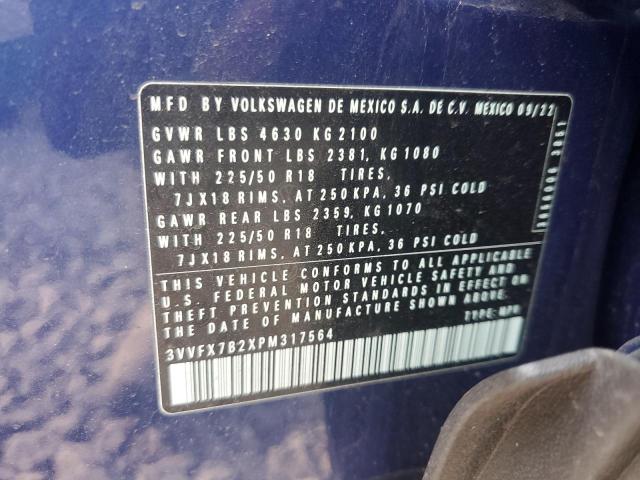 MFD BY VOLKSWAGEN DE MEXICO S.A. DE C.V. MEXICO 09/22
GVWR LBS 4630 KG 2100
GAWR FRONT LBS 2381, KG 1080
WITH 225/50 R18 TIRES,
7JX18 RIMS, AT 250 KPA, 36 PSI COLD
GAWR REAR LBS 2359, KG 1070
WITH 225/50 R18 TIRES,
7JX18 RIMS, AT 250 KPA, 36 PSI COLD
THIS VEHICLE CONFORMS TO ALL APPLICABLE
U.S. FEDERAL MOTOR VEHICLE SAFETY AND
THEFT PREVENTION STANDARDS IN EFFECT ON
THE DATE OF MANUFACTURE SHOWN ABOVE.
3VVFX7B2XPM317564 TYPE: MPV